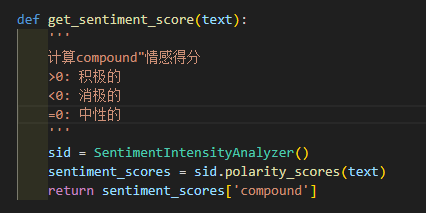 def get_sentiment_score(text):
    '''
    计算compound"情感得分
    >0: 积极的
    <0: 消极的
    =0: 中性的
    '''
    sid = SentimentIntensityAnalyzer()
    sentiment_scores = sid.polarity_scores(text)
    return sentiment_scores['compound']